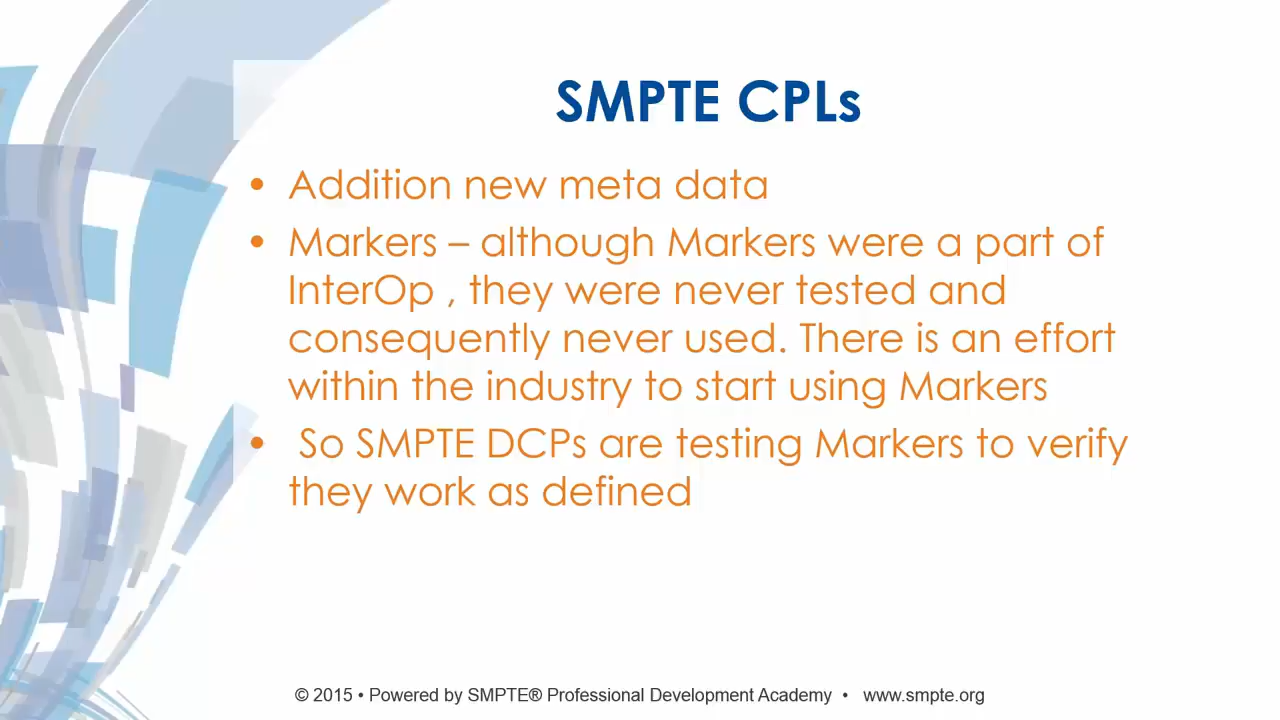 SMPTE CPLs
• Addition new meta data
• Markers – although Markers were a part of
InterOp , they were never tested and
consequently never used. There is an effort
within the industry to start using Markers
• So SMPTE DCPs are testing Markers to verify
they work as defined
© 2015 • Powered by SMPTE® Professional Development Academy • www.smpte.org